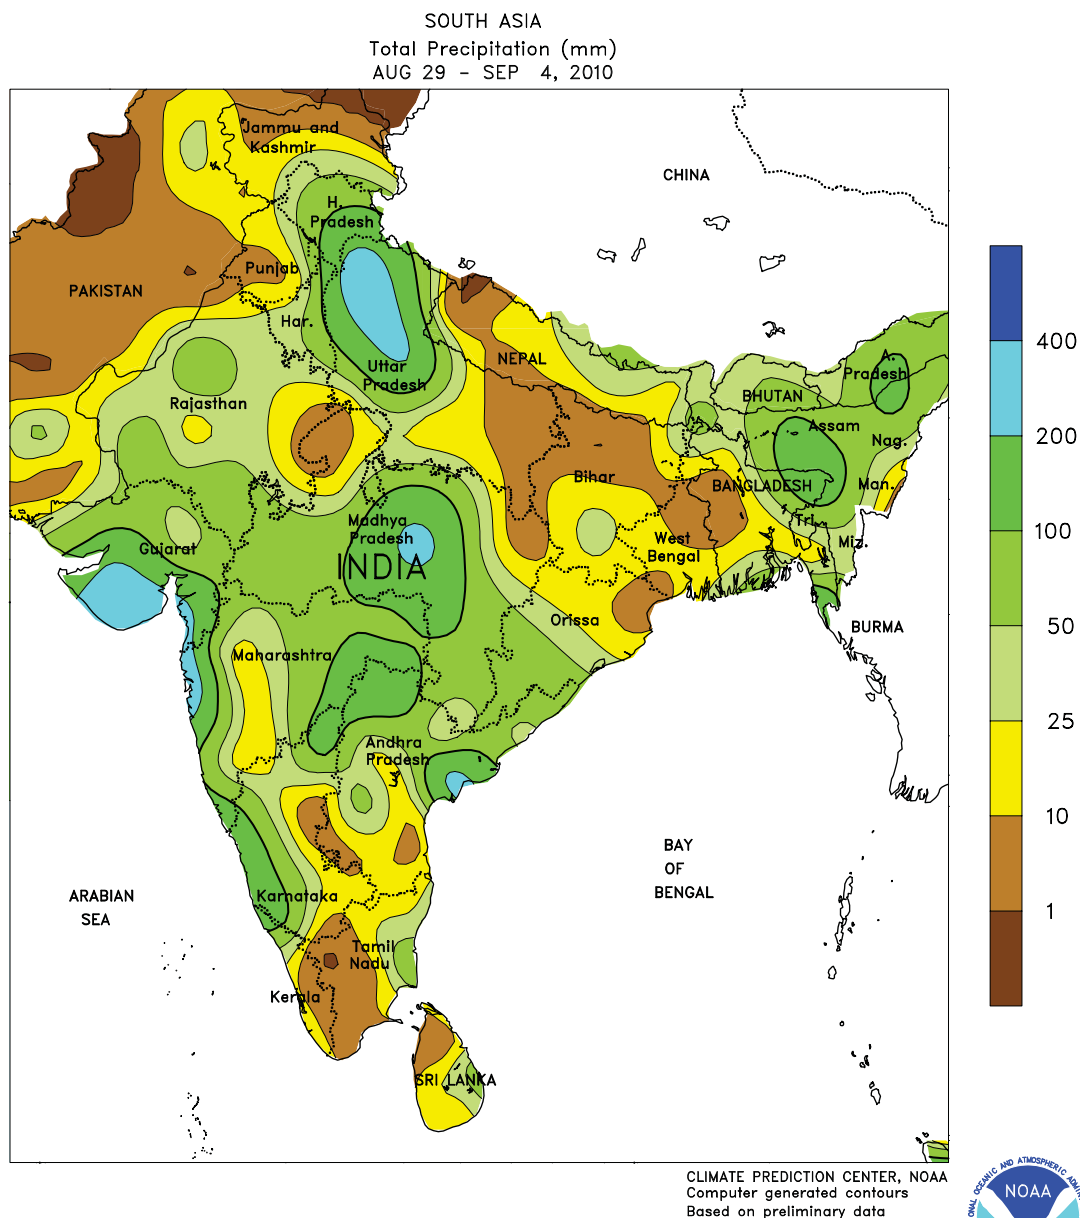 SOUTH ASIA
Total Precipitation (mm)
AUG 29 - SEP 4, 2010
Jammu and
Kashmir
CHINA
H.
Pradesh
Punjab
PAKISTAN
Har.
400
NEPAL
A.
Pradesh
Uttar
Pradesh
BHUTAN
Rajasthan
Assam
200
Nag.
Bihar
BANGLADESH
Man.
Madhya
Pradesh
Tri.
100
Gujarat
West
Bengal
Miz.
INDIA
Orissa
BURMA
50
Maharashtra
25
Andhra
Pradesh
10
BAY
OF
BENGAL
ARABIAN
SEA
Karnataka
1
Tamil
Nadu
Kerala
SRI LANKA
CLIMATE PREDICTION CENTER, NOAA
Computer generated contours
Based on preliminary data
OCEANIC AND ATMOSPHERIC
NOAA